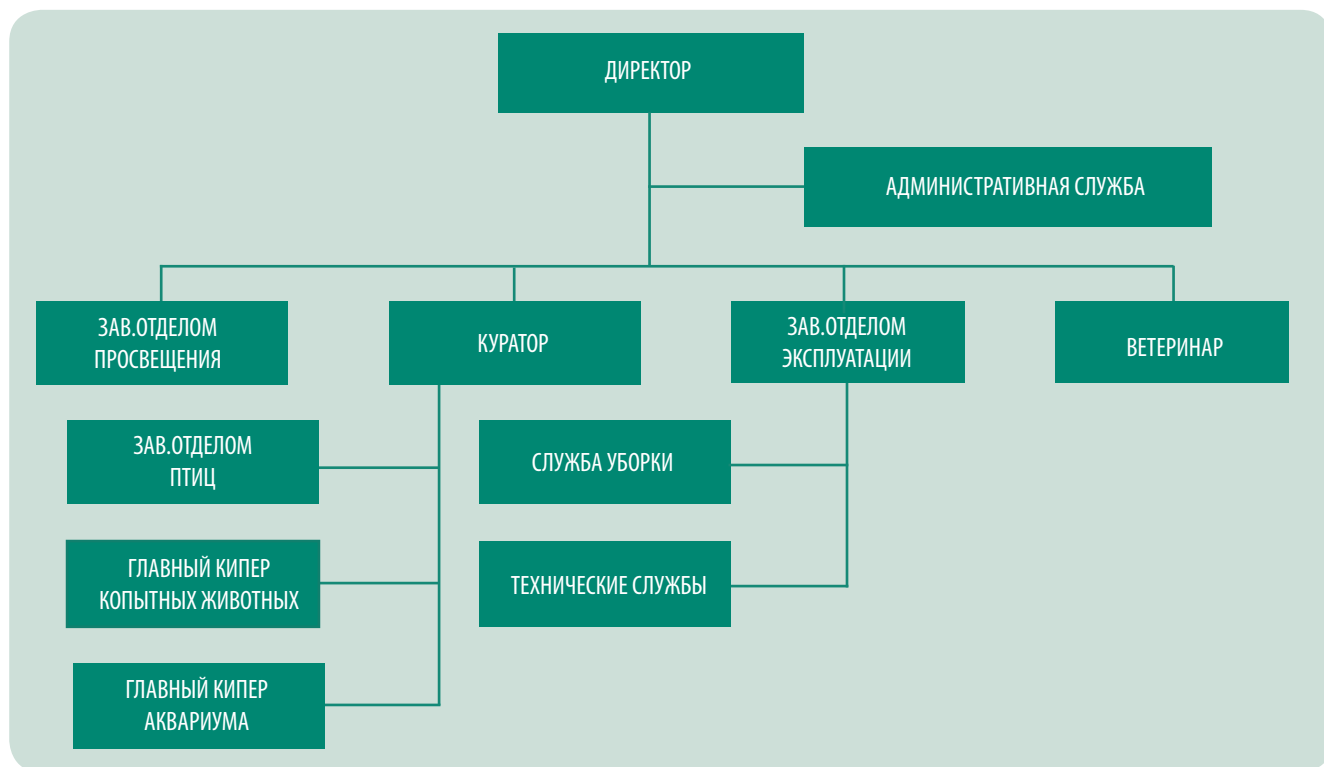 ДИРЕКТОР
АДМИНИСТРАТИВНАЯ СЛУЖБА
ЗАВ.ОТДЕЛОМ
ПРОСВЕЩЕНИЯ
КУРАТОР
ЗАВ.ОТДЕЛОМ
ЭКСПЛУАТАЦИИ
ВЕТЕРИНАР
ЗАВ.ОТДЕЛОМ
ПТИЦ
СЛУЖБА УБОРКИ
ГЛАВНЫЙ КИПЕР
КОПЫТНЫХ ЖИВОТНЫХ
ТЕХНИЧЕСКИЕ СЛУЖБЫ
ГЛАВНЫЙ КИПЕР
АКВАРИУМА